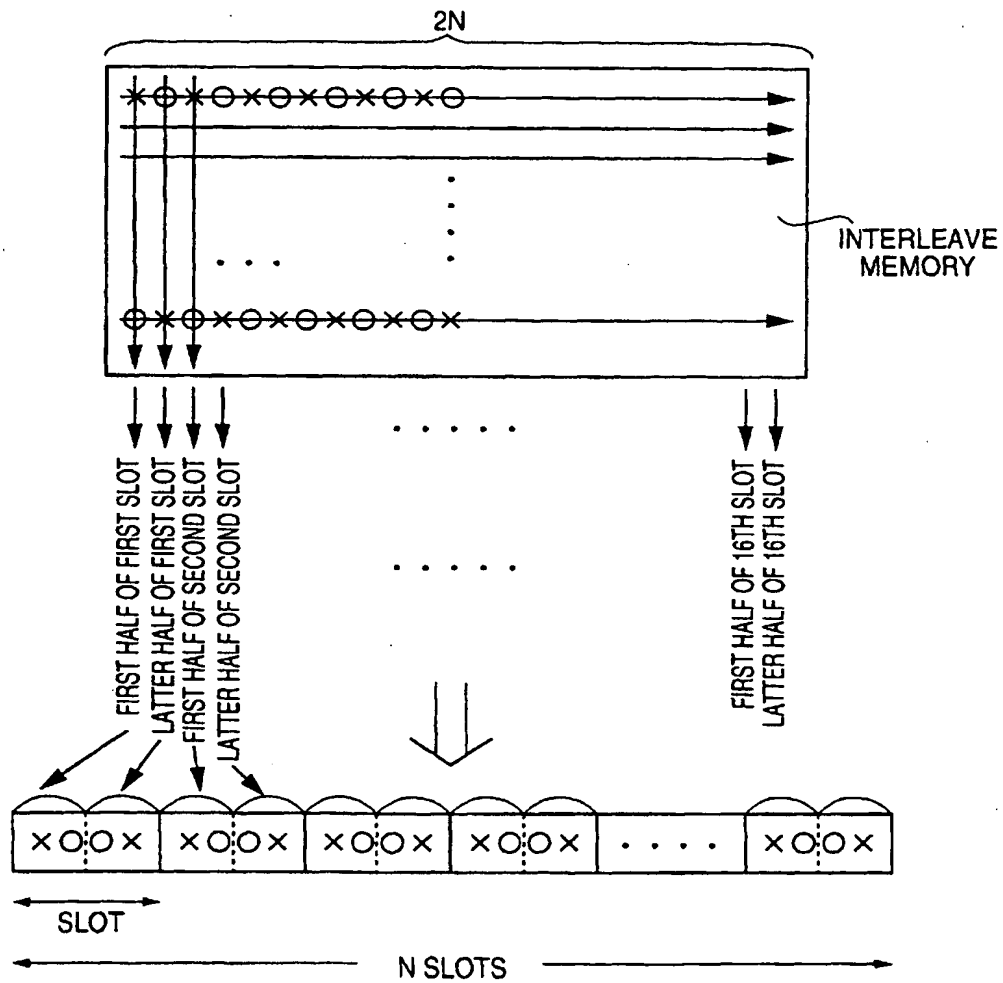 2N
INTERLEAVE
MEMORY
FIRST HALF OF FIRST SLOT
LATTER HALF OF FIRST SLOT
FIRST HALF OF SECOND SLOT
LATTER HALF OF SECOND SLOT
FIRST HALF OF 16TH SLOT
LATTER HALF OF 16TH SLOT
SLOT
N SLOTS